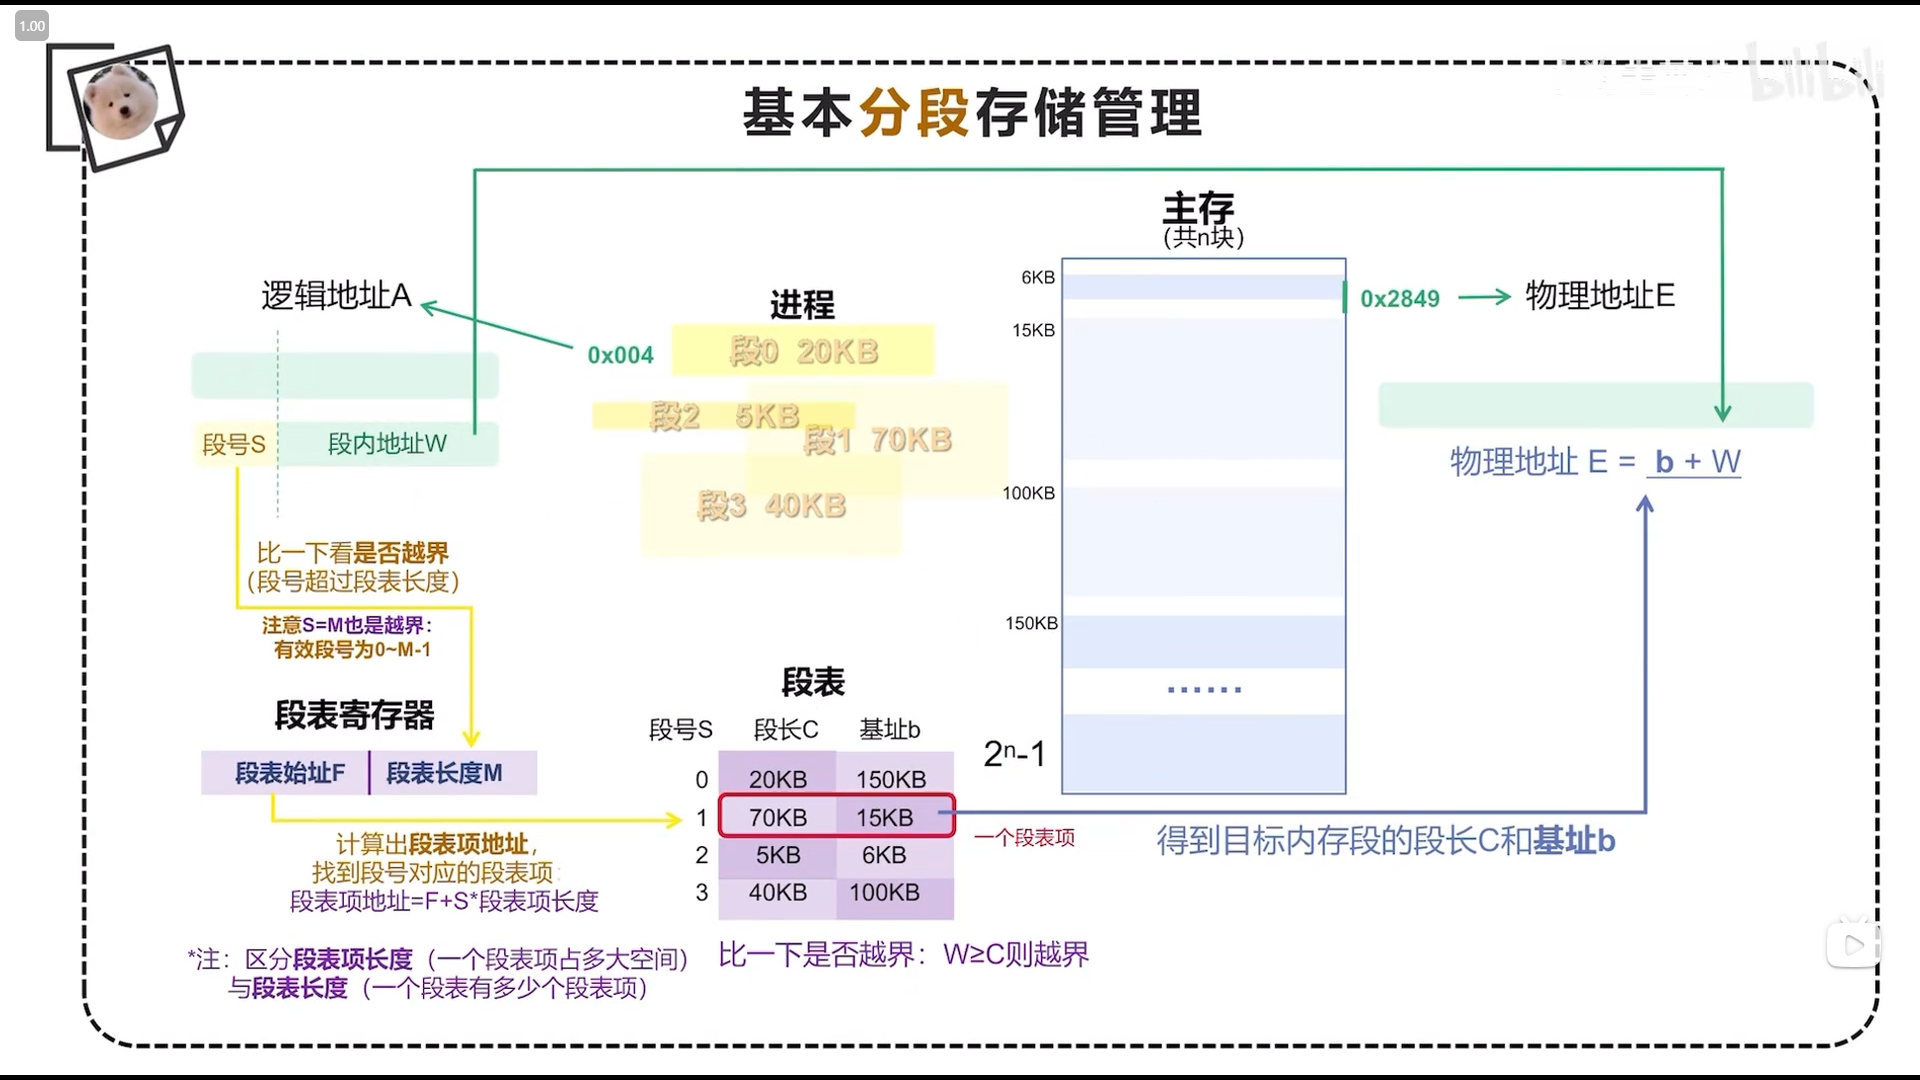 1.00
bilibili
基本分段存储管理
主存
(共n块)
逻辑地址A
进程
6KB
0x2849
物理地址E
15KB
0x004
段0 20KB
段2 5KB
段1 70KB
段号S
段内地址W
物理地址 E = b + W
100KB
段3 40KB
比一下看是否越界
(段号超过段表长度)
注意S=M也是越界：
有效段号为0~M-1
150KB
段表
······
段表寄存器
段号S 段长C 基址b
2ⁿ-1
段表始址F 段表长度M
0 20KB 150KB
1 70KB 15KB
2 5KB 6KB
3 40KB 100KB
一个段表项
得到目标内存段的段长C和基址b
计算出段表项地址，
找到段号对应的段表项：
段表项地址=F+S*段表项长度
*注：区分段表项长度（一个段表项占多大空间）
与段表长度（一个段表有多少个段表项）
比一下是否越界：W≥C则越界